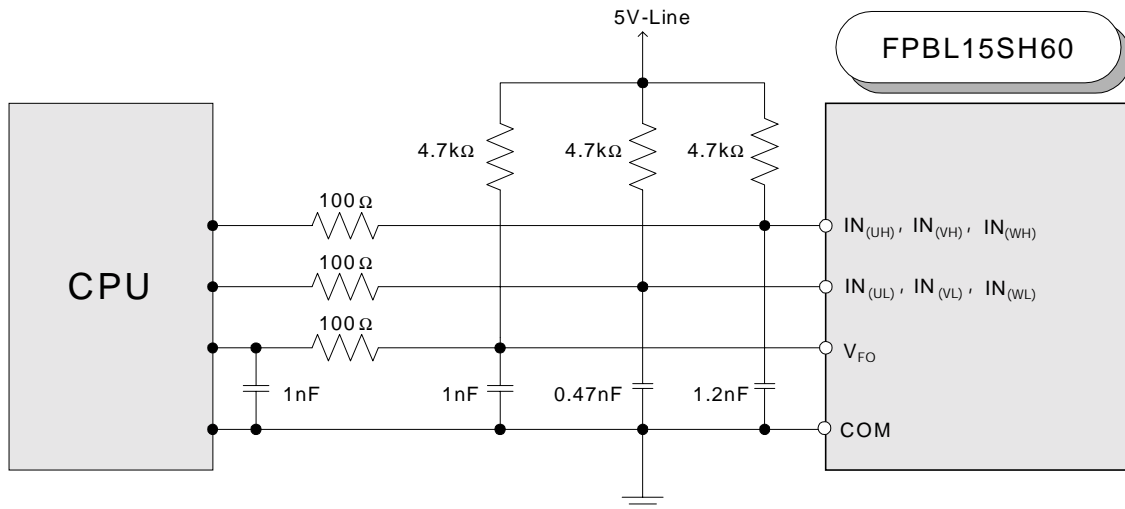 5V-Line
FPBL15SH60
4.7kΩ
4.7kΩ
4.7kΩ
100Ω
IN(UH), IN(VH), IN(WH)
CPU
100Ω
IN(UL), IN(VL), IN(WL)
100Ω
VFO
1nF
1nF
0.47nF
1.2nF
COM